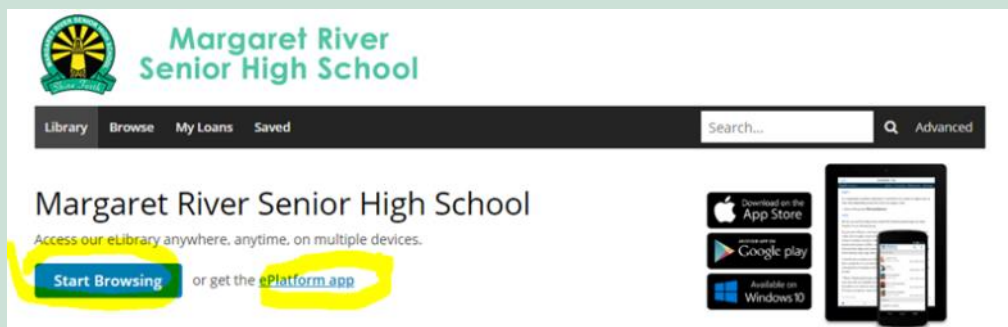 Margaret River
Senior High School
Shine Forth
Library Browse My Loans Saved Search... Advanced
Margaret River Senior High School
Access our eLibrary anywhere, anytime, on multiple devices.
Start Browsing or get the ePlatform app
Download on the
App Store
Google play
Available on
Windows 10